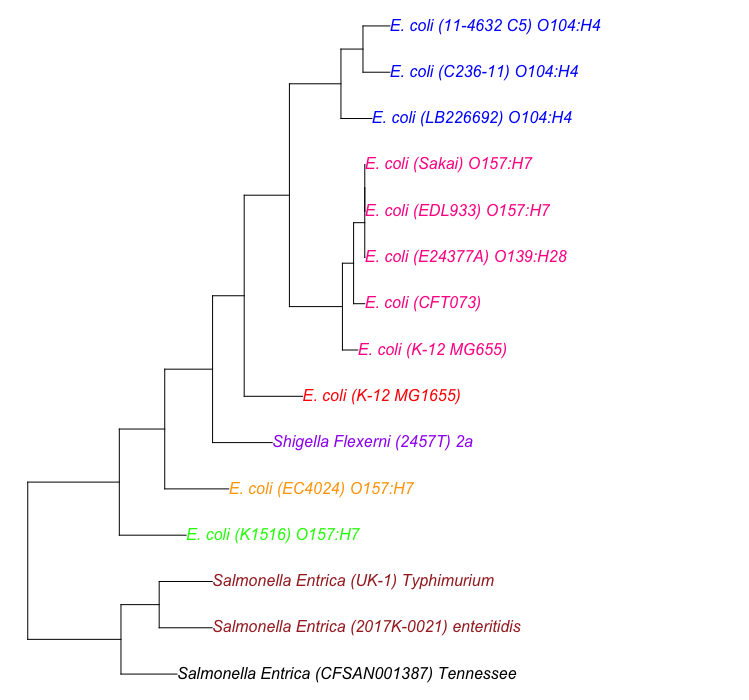 E. coli (11-4632 C5) O104:H4
E. coli (C236-11) O104:H4
E. coli (LB226692) O104:H4
E. coli (Sakai) O157:H7
E. coli (EDL933) O157:H7
E. coli (E24377A) O139:H28
E. coli (CFT073)
E. coli (K-12 MG655)
E. coli (K-12 MG1655)
Shigella Flexerni (2457T) 2a
E. coli (EC4024) O157:H7
E. coli (K1516) O157:H7
Salmonella Entrica (UK-1) Typhimurium
Salmonella Entrica (2017K-0021) enteritidis
Salmonella Entrica (CFSAN001387) Tennessee